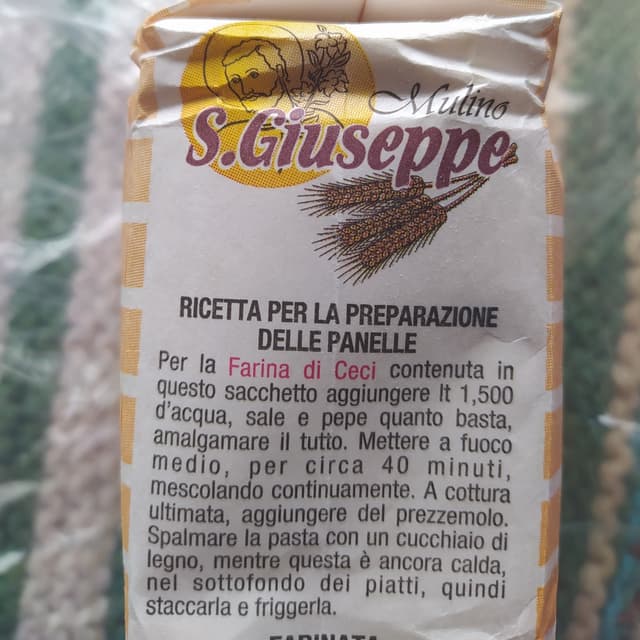 Mulino
S.Giuseppe
RICETTA PER LA PREPARAZIONE
DELLE PANELLE
Per la Farina di Ceci contenuta in
questo sacchetto aggiungere lt 1,500
d'acqua, sale e pepe quanto basta,
amalgamare il tutto. Mettere a fuoco
medio, per circa 40 minuti,
mescolando continuamente. A cottura
ultimata, aggiungere del prezzemolo.
Spalmare la pasta con un cucchiaio di
legno, mentre questa è ancora calda,
nel sottofondo dei piatti, quindi
staccarla e friggerla.
FARINATA